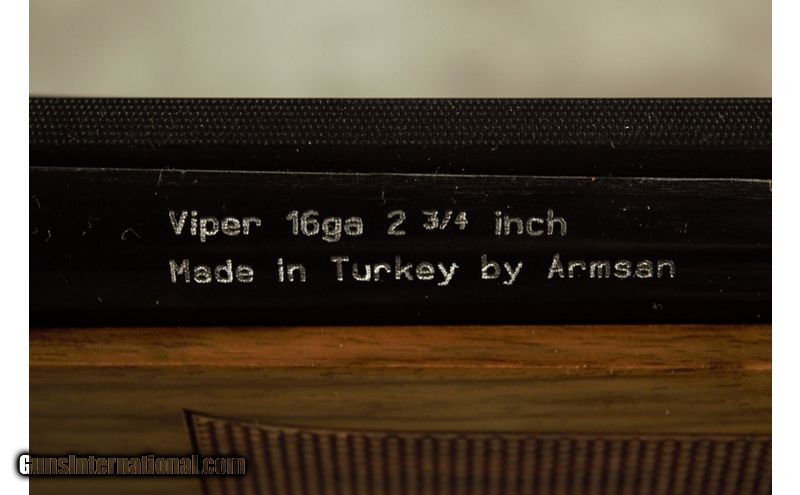 Viper 16ga 2 3/4 inch
Made in Turkey by Armsan
GunsInternational.com